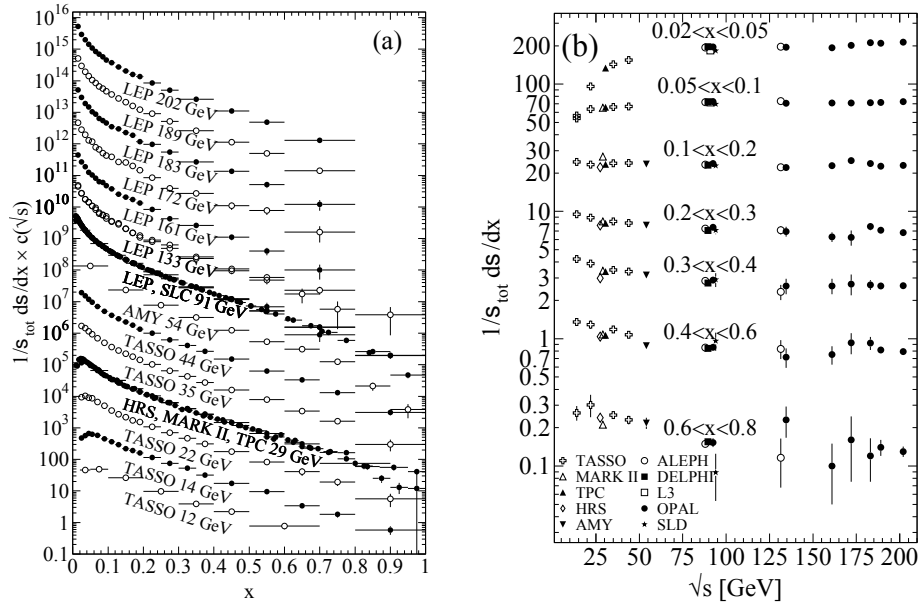 (a)
1/s_tot ds/dx × c(√s)
10^16
10^15
10^14
10^13
10^12
10^11
10^10
10^9
10^8
10^7
10^6
10^5
10^4
10^3
10^2
10
1
0.1
LEP 202 GeV
LEP 189 GeV
LEP 183 GeV
LEP 172 GeV
LEP 161 GeV
LEP 133 GeV
LEP, SLC 91 GeV
AMY 54 GeV
TASSO 44 GeV
TASSO 35 GeV
HRS, MARK II, TPC 29 GeV
TASSO 22 GeV
TASSO 14 GeV
TASSO 12 GeV
0 0.1 0.2 0.3 0.4 0.5 0.6 0.7 0.8 0.9 1
x
(b)
1/s_tot ds/dx
200
100
70
50
30
20
10
7
5
3
2
1
0.7
0.5
0.3
0.2
0.1
0.02<x<0.05
0.05<x<0.1
0.1<x<0.2
0.2<x<0.3
0.3<x<0.4
0.4<x<0.6
0.6<x<0.8
TASSO
MARK II
TPC
HRS
AMY
ALEPH
DELPHI
L3
OPAL
SLD
25 50 75 100 125 150 175 200
√s [GeV]